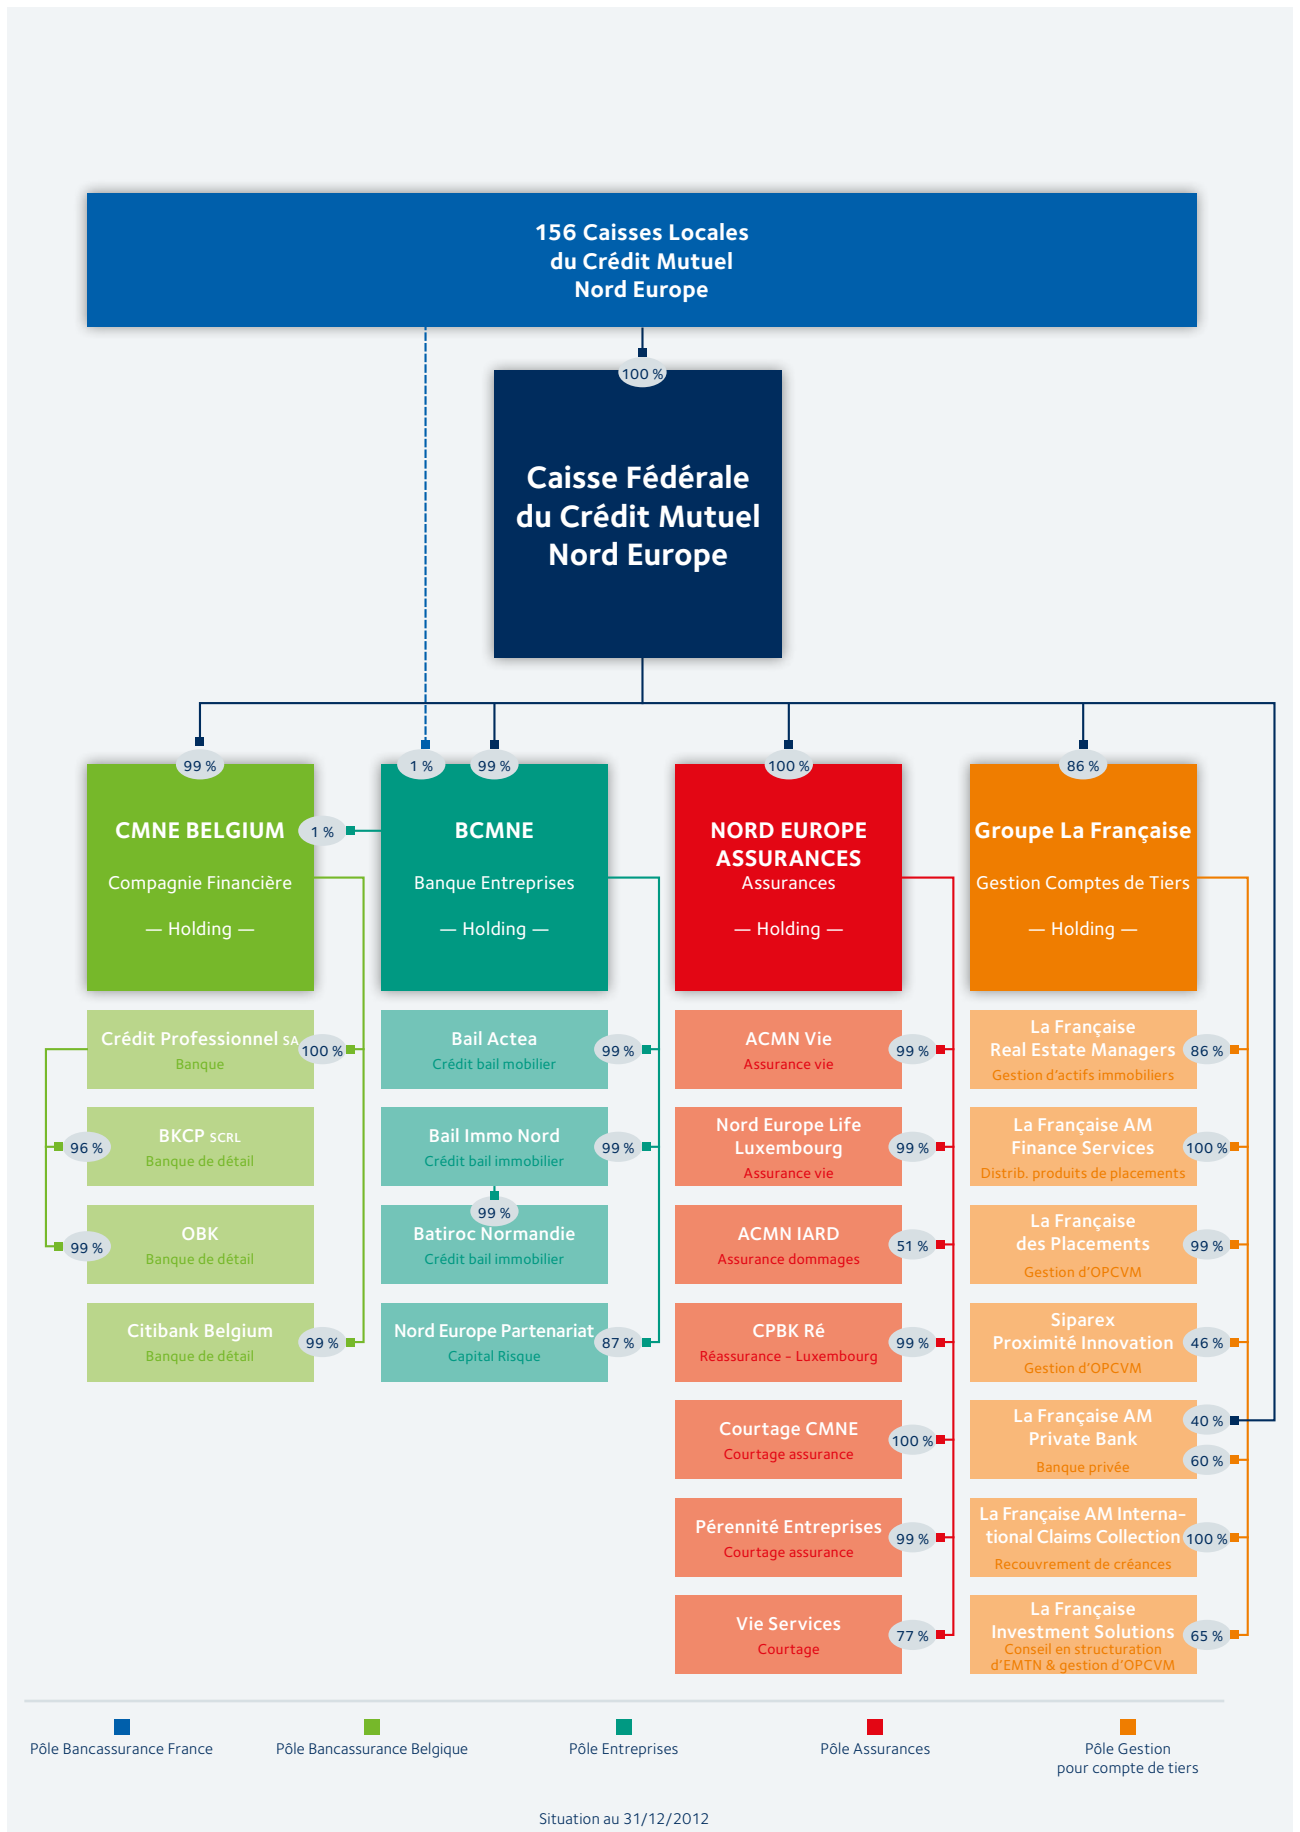 156 Caisses Locales
du Crédit Mutuel
Nord Europe
100 %
Caisse Fédérale
du Crédit Mutuel
Nord Europe
99 %
CMNE BELGIUM
1 %
Compagnie Financière
— Holding —
Crédit Professionnel SA
100 %
Banque
96 %
BKCP SCRL
Banque de détail
99 %
OBK
Banque de détail
Citibank Belgium
99 %
Banque de détail
1 %
99 %
BCMNE
Banque Entreprises
— Holding —
Bail Actea
99 %
Crédit bail mobilier
Bail Immo Nord
99 %
Crédit bail immobilier
99 %
Batiroc Normandie
Crédit bail immobilier
Nord Europe Partenariat
87 %
Capital Risque
100 %
NORD EUROPE
ASSURANCES
Assurances
— Holding —
ACMN Vie
99 %
Assurance vie
Nord Europe Life
Luxembourg
99 %
Assurance vie
ACMN IARD
51 %
Assurance dommages
CPBK Ré
99 %
Réassurance – Luxembourg
Courtage CMNE
100 %
Courtage assurance
Pérennité Entreprises
99 %
Courtage assurance
Vie Services
77 %
Courtage
86 %
Groupe La Française
Gestion Comptes de Tiers
— Holding —
La Française
Real Estate Managers
86 %
Gestion d'actifs immobiliers
La Française AM
Finance Services
100 %
Distrib. produits de placements
La Française
des Placements
99 %
Gestion d'OPCVM
Siparex
Proximité Innovation
46 %
Gestion d'OPCVM
La Française AM
40 %
Private Bank
60 %
Banque privée
La Française AM Interna-
tional Claims Collection
100 %
Recouvrement de créances
La Française
Investment Solutions
65 %
Conseil en structuration
d'EMTN & gestion d'OPCVM
Pôle Bancassurance France
Pôle Bancassurance Belgique
Pôle Entreprises
Pôle Assurances
Pôle Gestion
pour compte de tiers
Situation au 31/12/2012